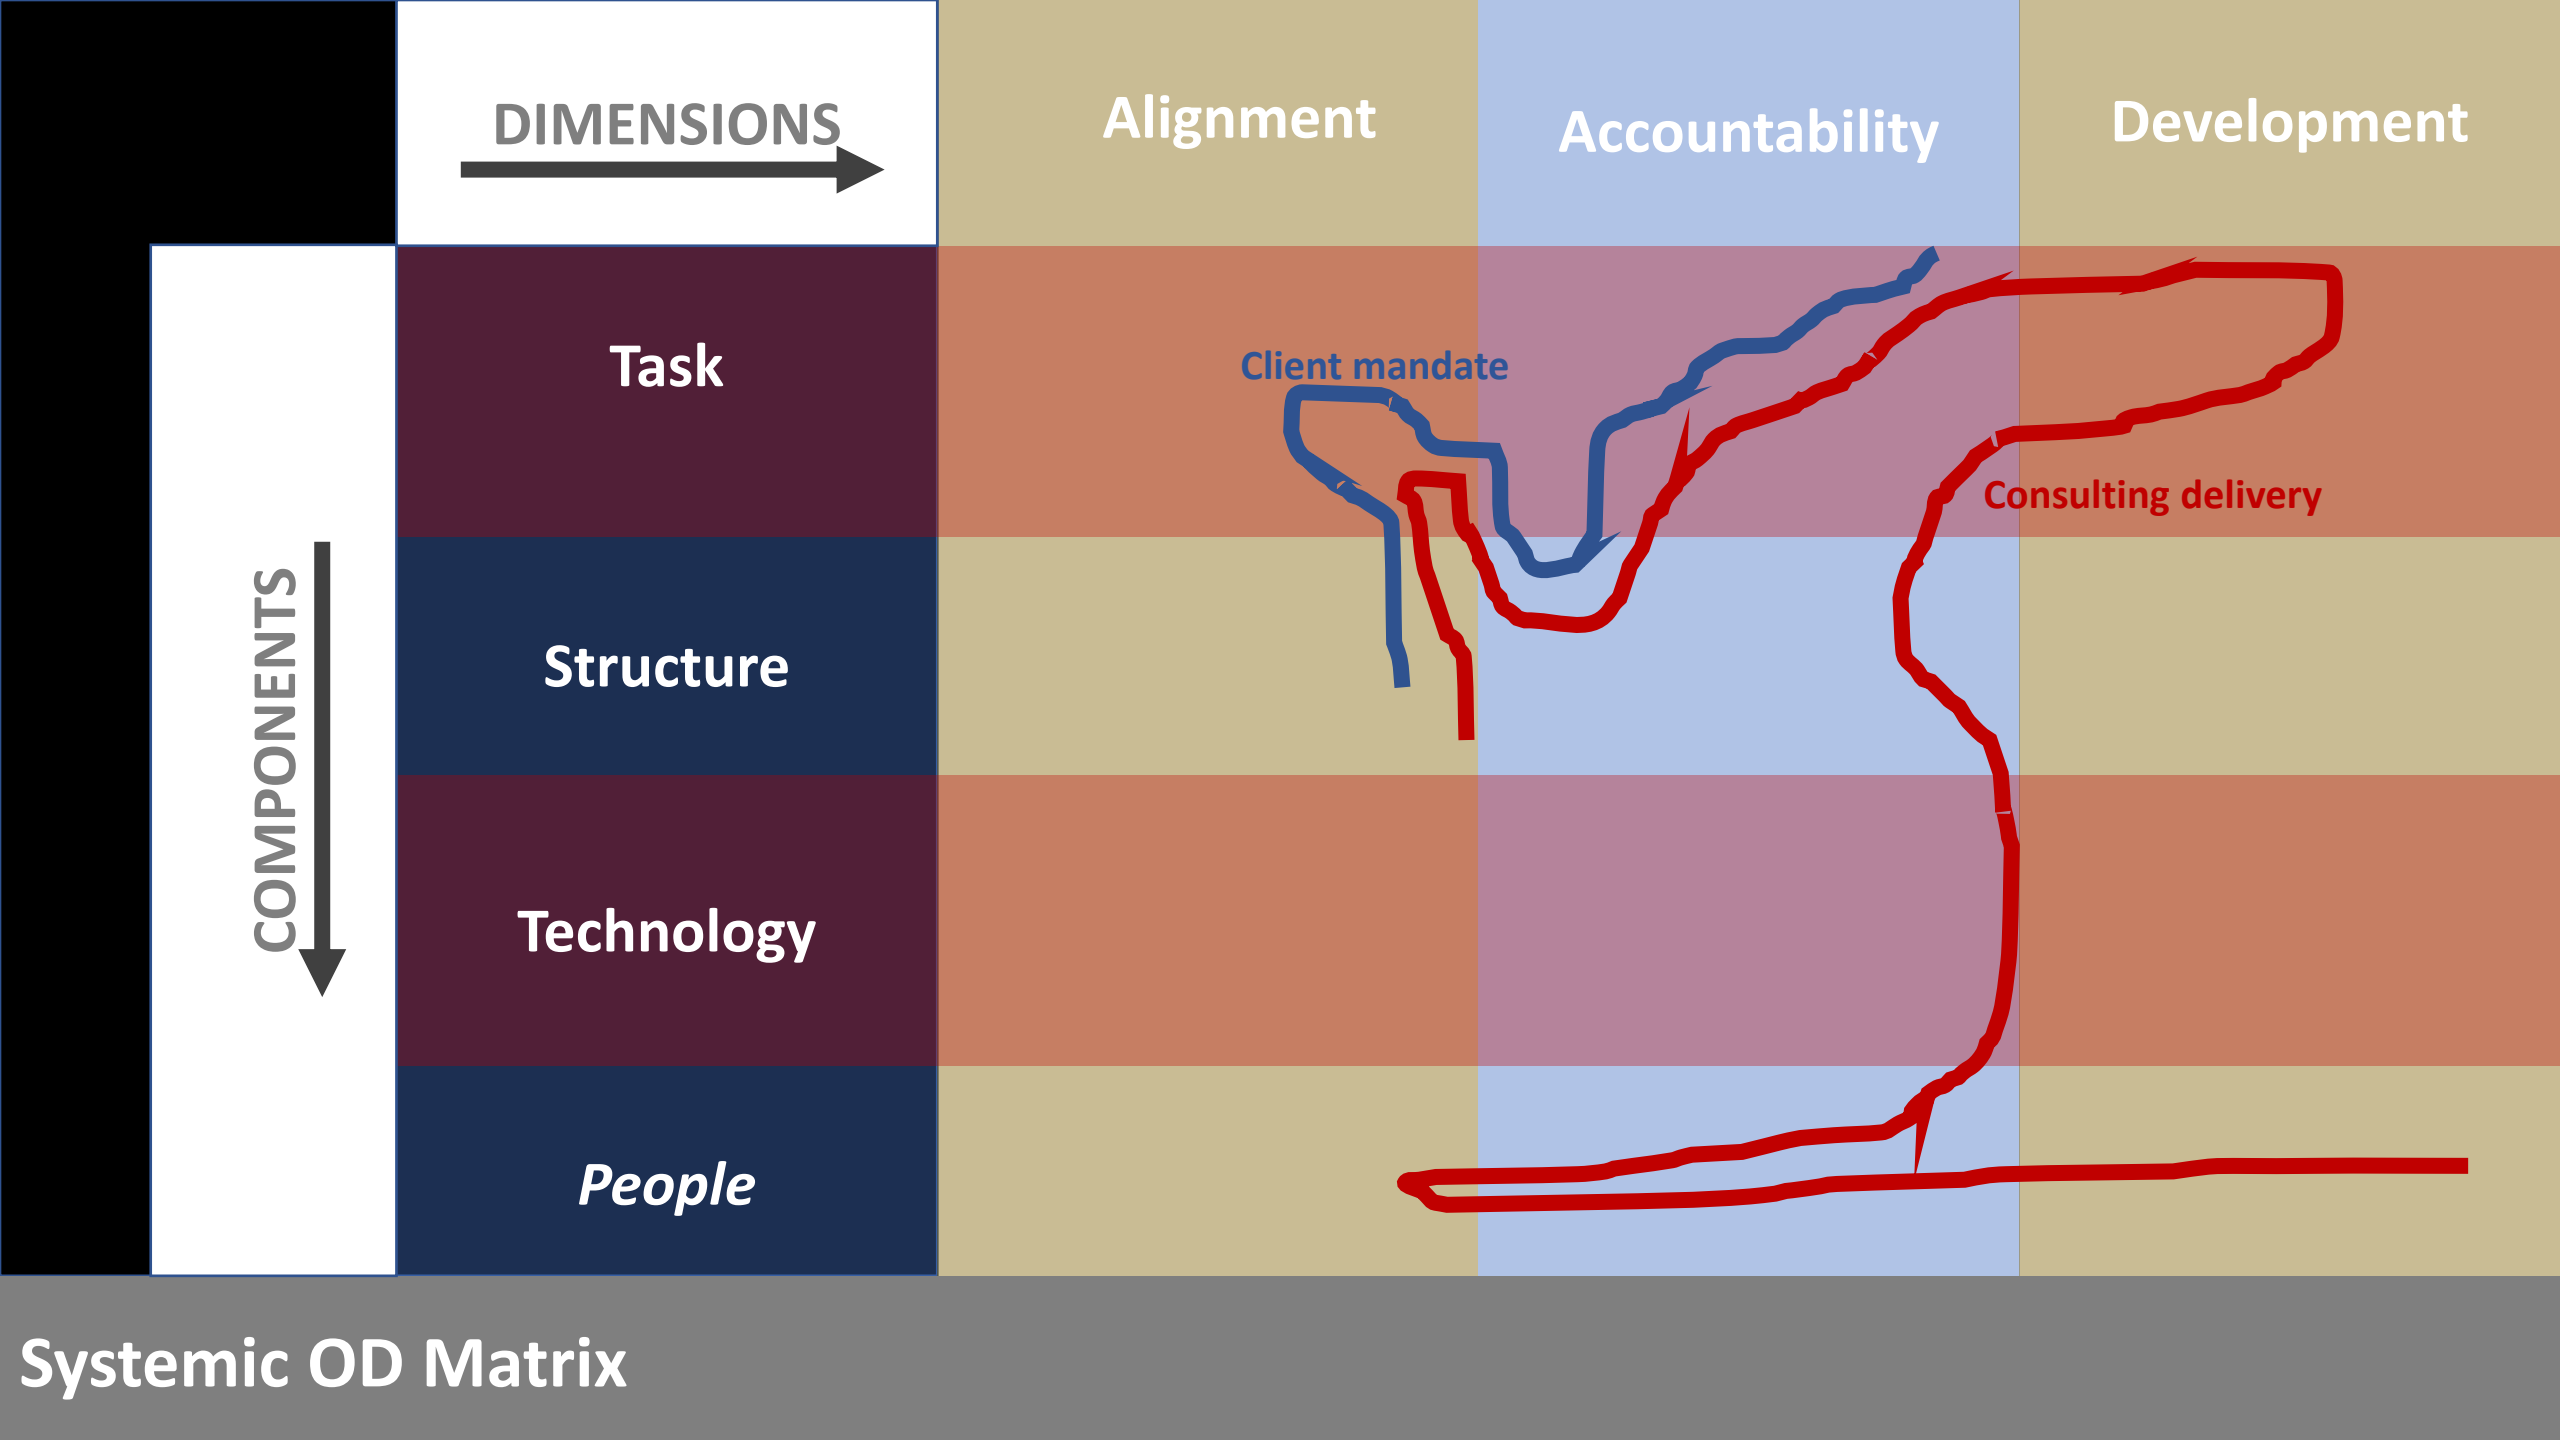 DIMENSIONS
Alignment
Accountability
Development
COMPONENTS
Task
Client mandate
Consulting delivery
Structure
Technology
People
Systemic OD Matrix